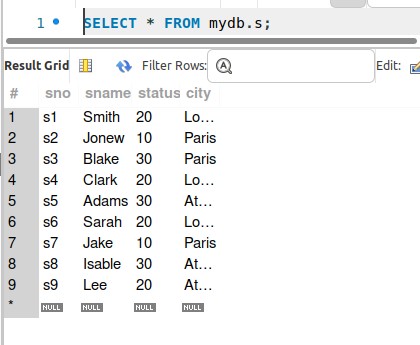 1 SELECT * FROM mydb.s;
Result Grid Filter Rows: Edit:
# sno sname status city
1 s1 Smith 20 Lo...
2 s2 Jonew 10 Paris
3 s3 Blake 30 Paris
4 s4 Clark 20 Lo...
5 s5 Adams 30 At...
6 s6 Sarah 20 Lo...
7 s7 Jake 10 Paris
8 s8 Isable 30 At...
9 s9 Lee 20 At...
* NULL NULL NULL NULL